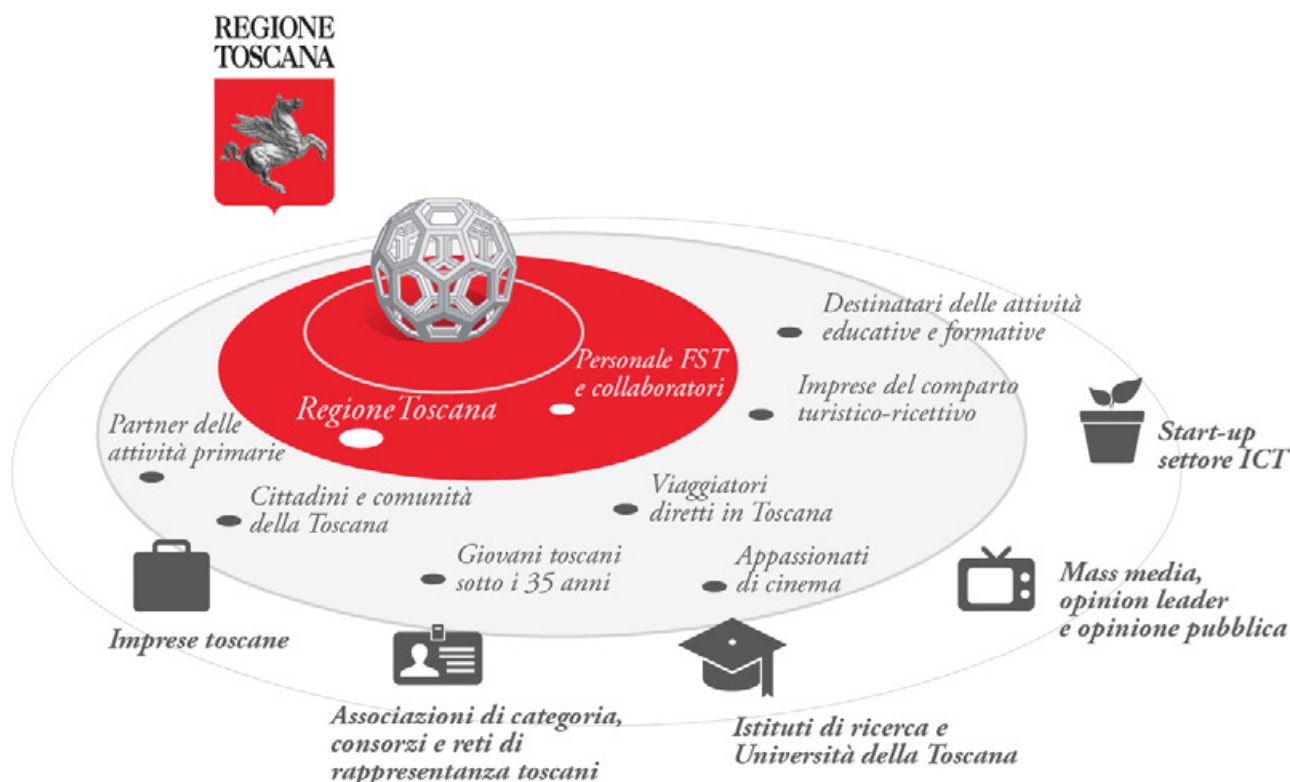 REGIONE
TOSCANA
Destinatari delle attività
educative e formative
Personale FST
e collaboratori
Imprese del comparto
turistico-ricettivo
Regione Toscana
Partner delle
attività primarie
Start-up
settore ICT
Cittadini e comunità
della Toscana
Viaggiatori
diretti in Toscana
Giovani toscani
sotto i 35 anni
Appassionati
di cinema
Mass media,
opinion leader
e opinione pubblica
Imprese toscane
Associazioni di categoria,
consorzi e reti di
rappresentanza toscani
Istituti di ricerca e
Università della Toscana